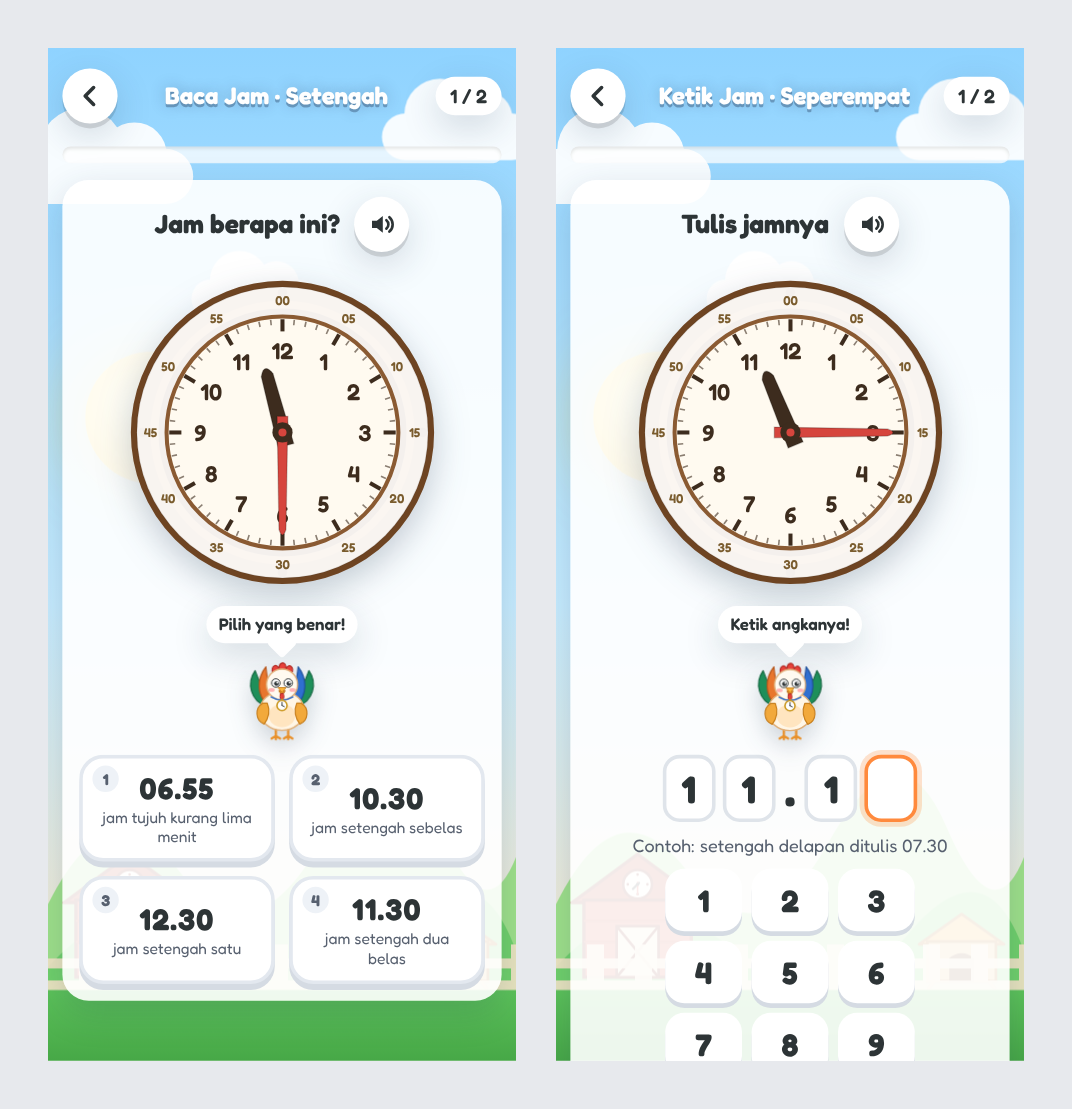 Baca Jam · Setengah
1 / 2
Jam berapa ini?
00
05
10
15
20
25
30
35
40
45
50
55
12
1
2
3
4
5
7
8
9
10
11
Pilih yang benar!
1
06.55
jam tujuh kurang lima
menit
2
10.30
jam setengah sebelas
3
12.30
jam setengah satu
4
11.30
jam setengah dua
belas
Ketik Jam · Seperempat
1 / 2
Tulis jamnya
00
05
10
15
20
25
30
35
40
45
50
55
12
1
2
4
5
6
7
8
9
10
11
Ketik angkanya!
1 1 . 1
Contoh: setengah delapan ditulis 07.30
1 2 3
4 5 6
7 8 9